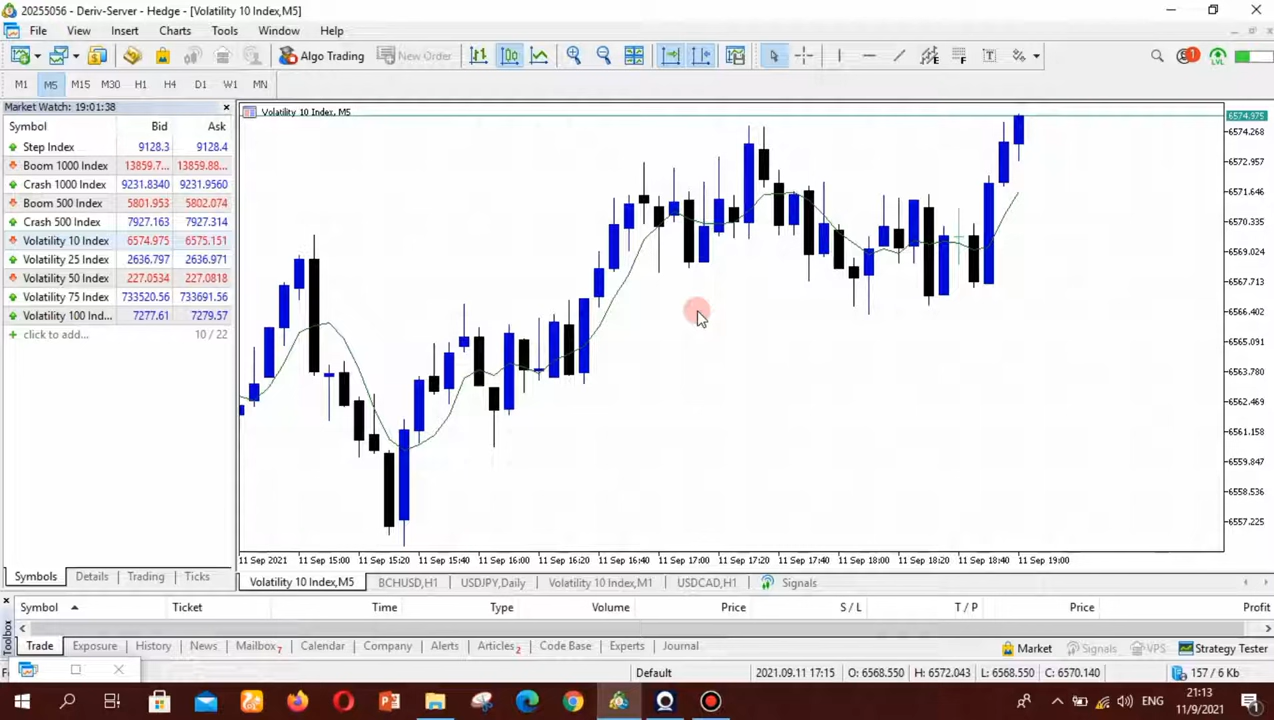 20255056 - Deriv-Server - Hedge - [Volatility 10 Index,M5]
File View Insert Charts Tools Window Help
Algo Trading New Order
M1 M5 M15 M30 H1 H4 D1 W1 MN
Market Watch: 19:01:38
Symbol Bid Ask
Step Index 9128.3 9128.4
Boom 1000 Index 13859.7... 13859.88...
Crash 1000 Index 9231.8340 9231.9560
Boom 500 Index 5801.953 5802.074
Crash 500 Index 7927.163 7927.314
Volatility 10 Index 6574.975 6575.151
Volatility 25 Index 2636.797 2636.971
Volatility 50 Index 227.0534 227.0818
Volatility 75 Index 733520.56 733691.56
Volatility 100 Ind... 7277.61 7279.57
click to add... 10 / 22
Symbols Details Trading Ticks
Volatility 10 Index, M5
6574.975
6574.268
6572.957
6571.646
6570.335
6569.024
6567.713
6566.402
6565.091
6563.780
6562.469
6561.158
6559.847
6558.536
6557.225
11 Sep 2021 11 Sep 15:00 11 Sep 15:20 11 Sep 15:40 11 Sep 16:00 11 Sep 16:20 11 Sep 16:40 11 Sep 17:00 11 Sep 17:20 11 Sep 17:40 11 Sep 18:00 11 Sep 18:20 11 Sep 18:40 11 Sep 19:00
Volatility 10 Index,M5 BCHUSD,H1 USDJPY,Daily Volatility 10 Index,M1 USDCAD,H1 Signals
Toolbox
Symbol Ticket Time Type Volume Price S / L T / P Price Profit
Trade Exposure History News Mailbox 7 Calendar Company Alerts Articles 2 Code Base Experts Journal
Market Signals VPS Strategy Tester
Default 2021.09.11 17:15 O: 6568.550 H: 6572.043 L: 6568.550 C: 6570.140 157 / 6 Kb
ENG
21:13
11/9/2021